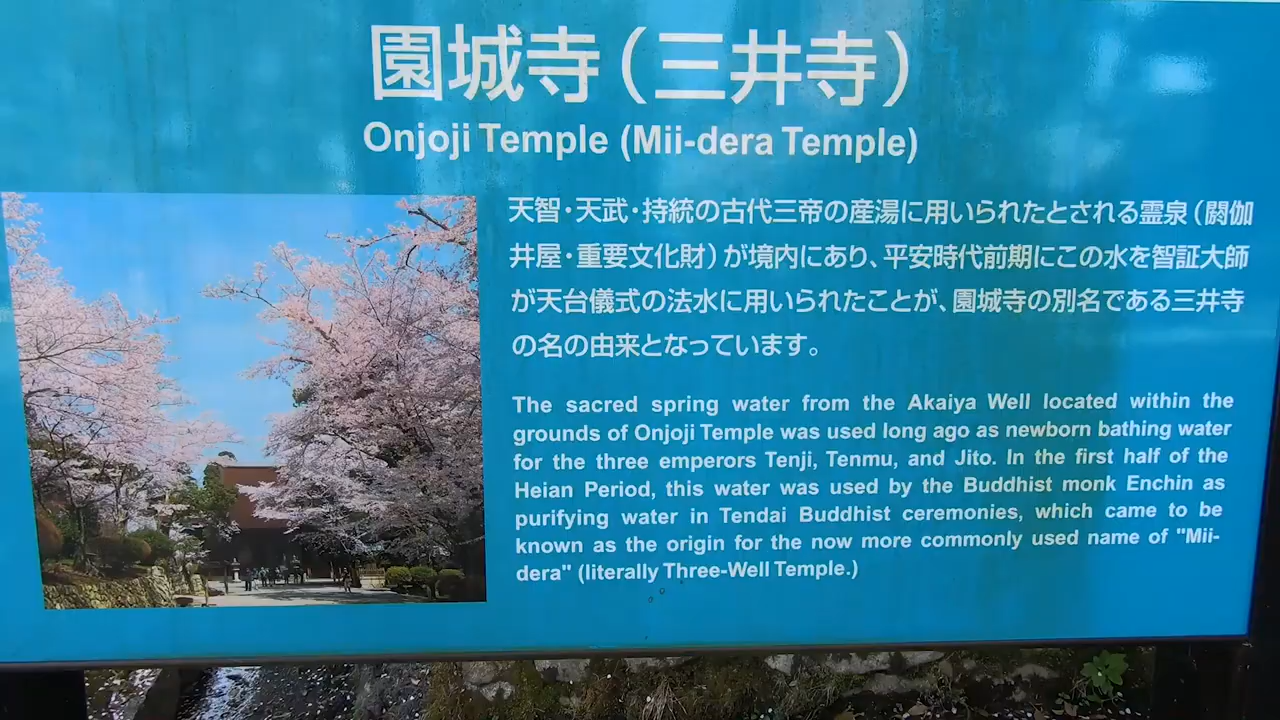 園城寺(三井寺)
Onjoji Temple (Mii-dera Temple)
天智・天武・持統の古代三帝の産湯に用いられたとされる霊泉(閼伽
井屋・重要文化財)が境内にあり、平安時代前期にこの水を智証大師
が天台儀式の法水に用いられたことが、園城寺の別名である三井寺
の名の由来となっています。
The sacred spring water from the Akaiya Well located within the
grounds of Onjoji Temple was used long ago as newborn bathing water
for the three emperors Tenji, Tenmu, and Jito. In the first half of the
Heian Period, this water was used by the Buddhist monk Enchin as
purifying water in Tendai Buddhist ceremonies, which came to be
known as the origin for the now more commonly used name of "Mii-
dera" (literally Three-Well Temple.)